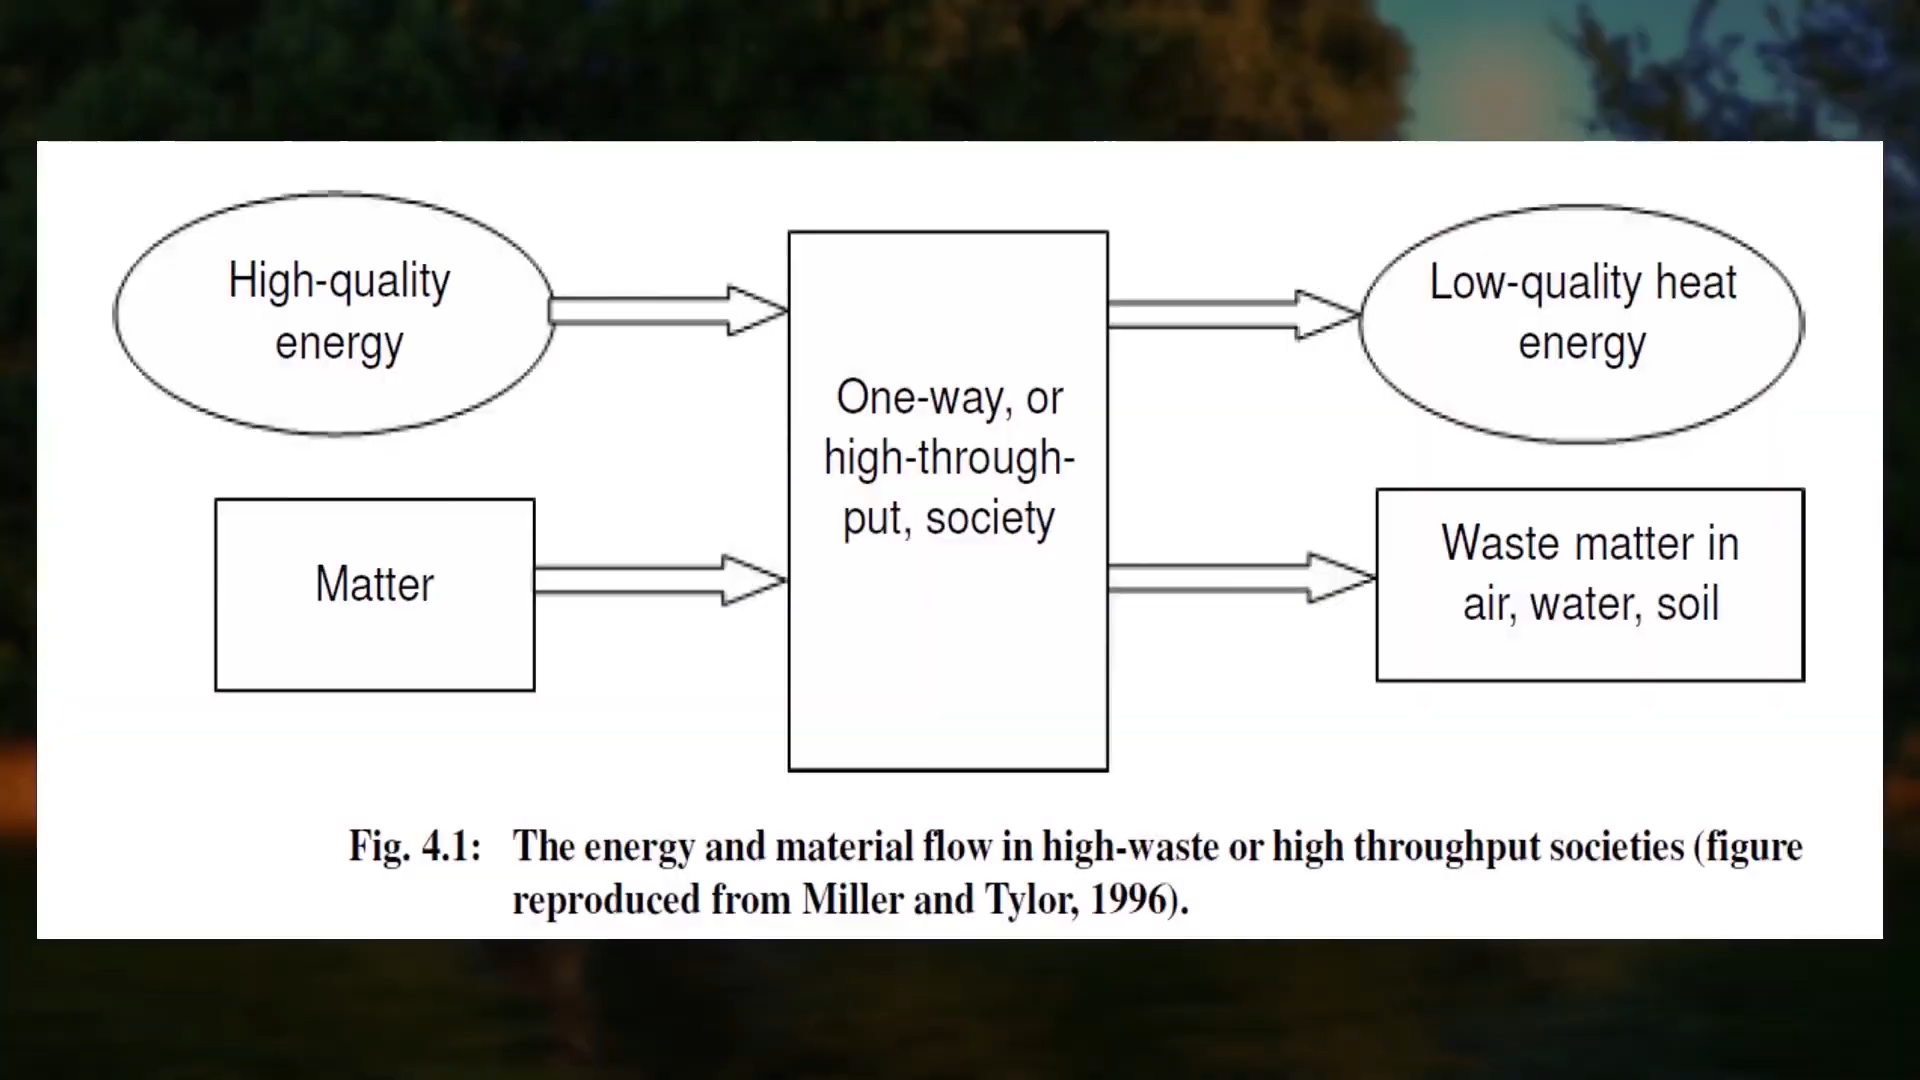 High-quality
energy
Low-quality heat
energy
One-way, or
high-through-
put, society
Matter
Waste matter in
air, water, soil
Fig. 4.1: The energy and material flow in high-waste or high throughput societies (figure
reproduced from Miller and Tylor, 1996).